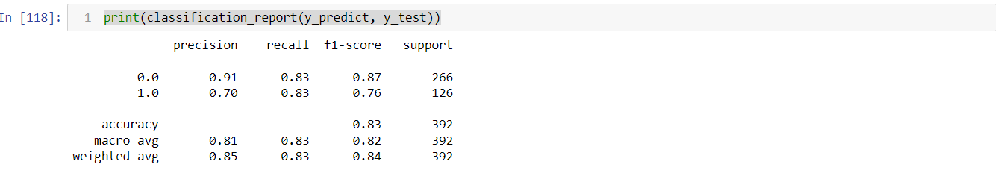 In [118]: 1 print(classification_report(y_predict, y_test))
precision recall f1-score support
0.0 0.91 0.83 0.87 266
1.0 0.70 0.83 0.76 126
accuracy 0.83 392
macro avg 0.81 0.83 0.82 392
weighted avg 0.85 0.83 0.84 392